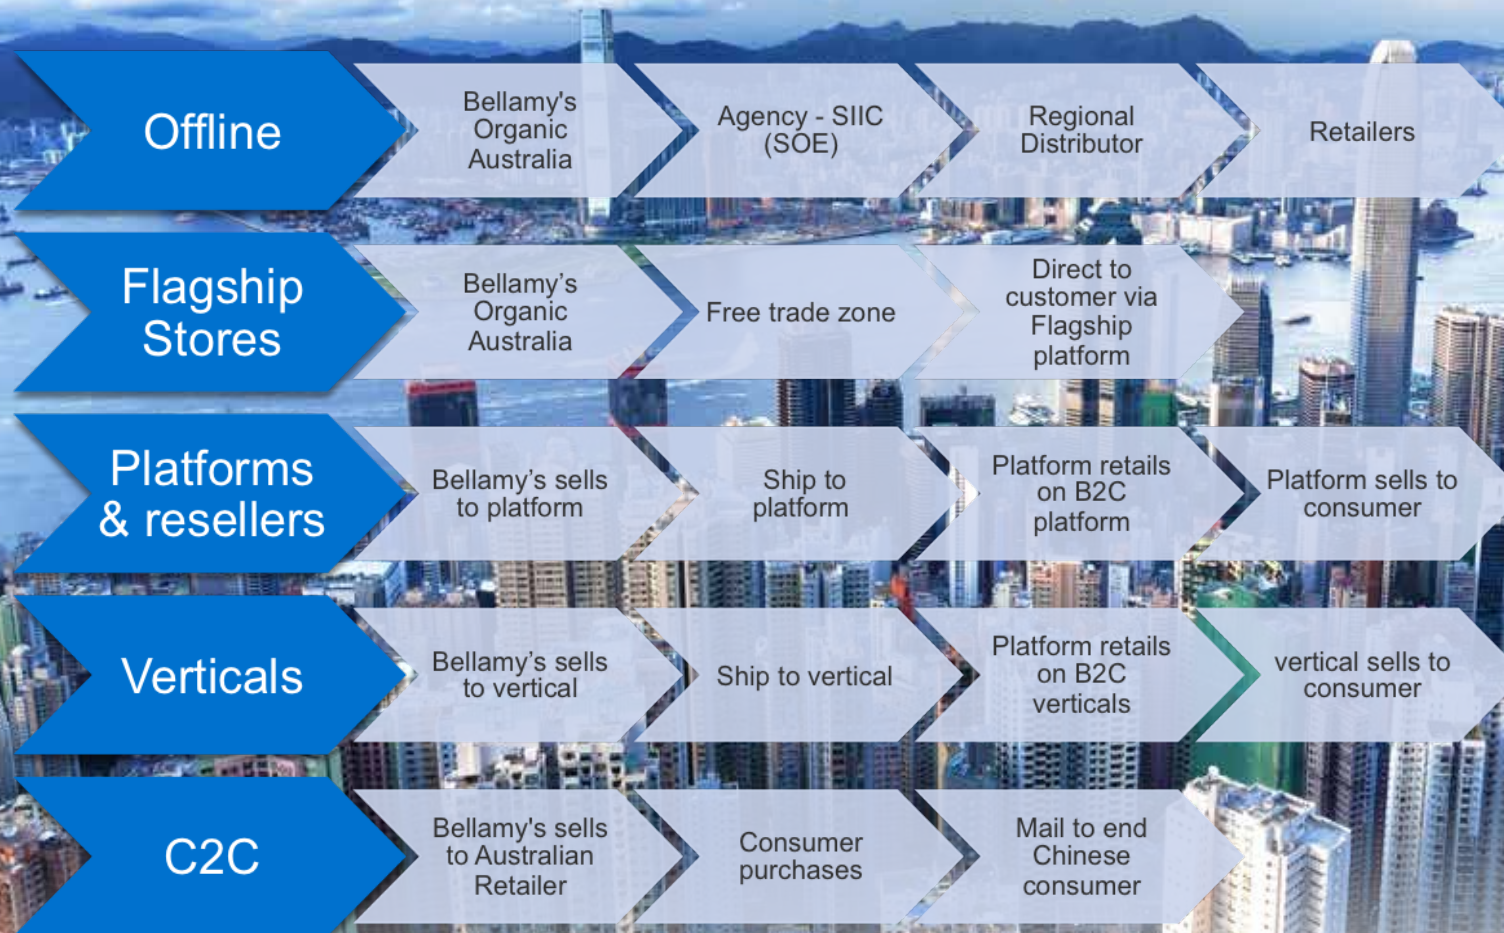 Offline
Bellamy's
Organic
Australia
Agency - SIIC
(SOE)
Regional
Distributor
Retailers
Flagship
Stores
Bellamy’s
Organic
Australia
Free trade zone
Direct to
customer via
Flagship
platform
Platforms
& resellers
Bellamy’s sells
to platform
Ship to
platform
Platform retails
on B2C
platform
Platform sells to
consumer
Verticals
Bellamy’s sells
to vertical
Ship to vertical
Platform retails
on B2C
verticals
vertical sells to
consumer
C2C
Bellamy's sells
to Australian
Retailer
Consumer
purchases
Mail to end
Chinese
consumer